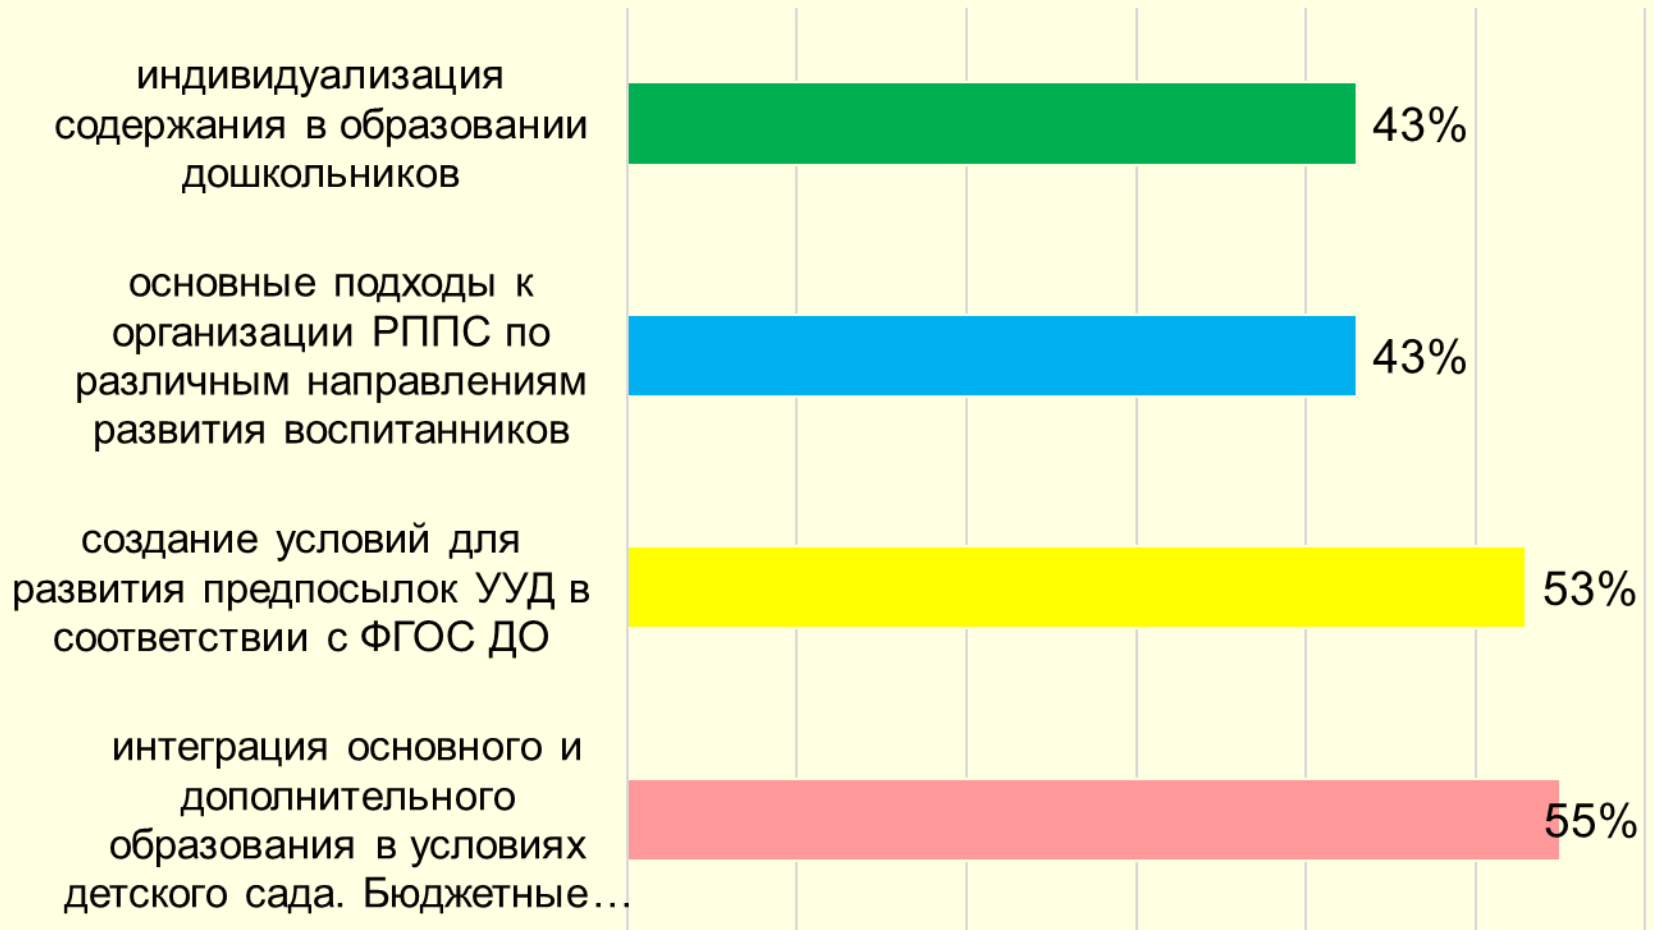 индивидуализация
содержания в образовании
дошкольников
43%
основные подходы к
организации РППС по
различным направлениям
развития воспитанников
43%
создание условий для
развития предпосылок УУД в
соответствии с ФГОС ДО
53%
интеграция основного и
дополнительного
образования в условиях
детского сада. Бюджетные…
55%